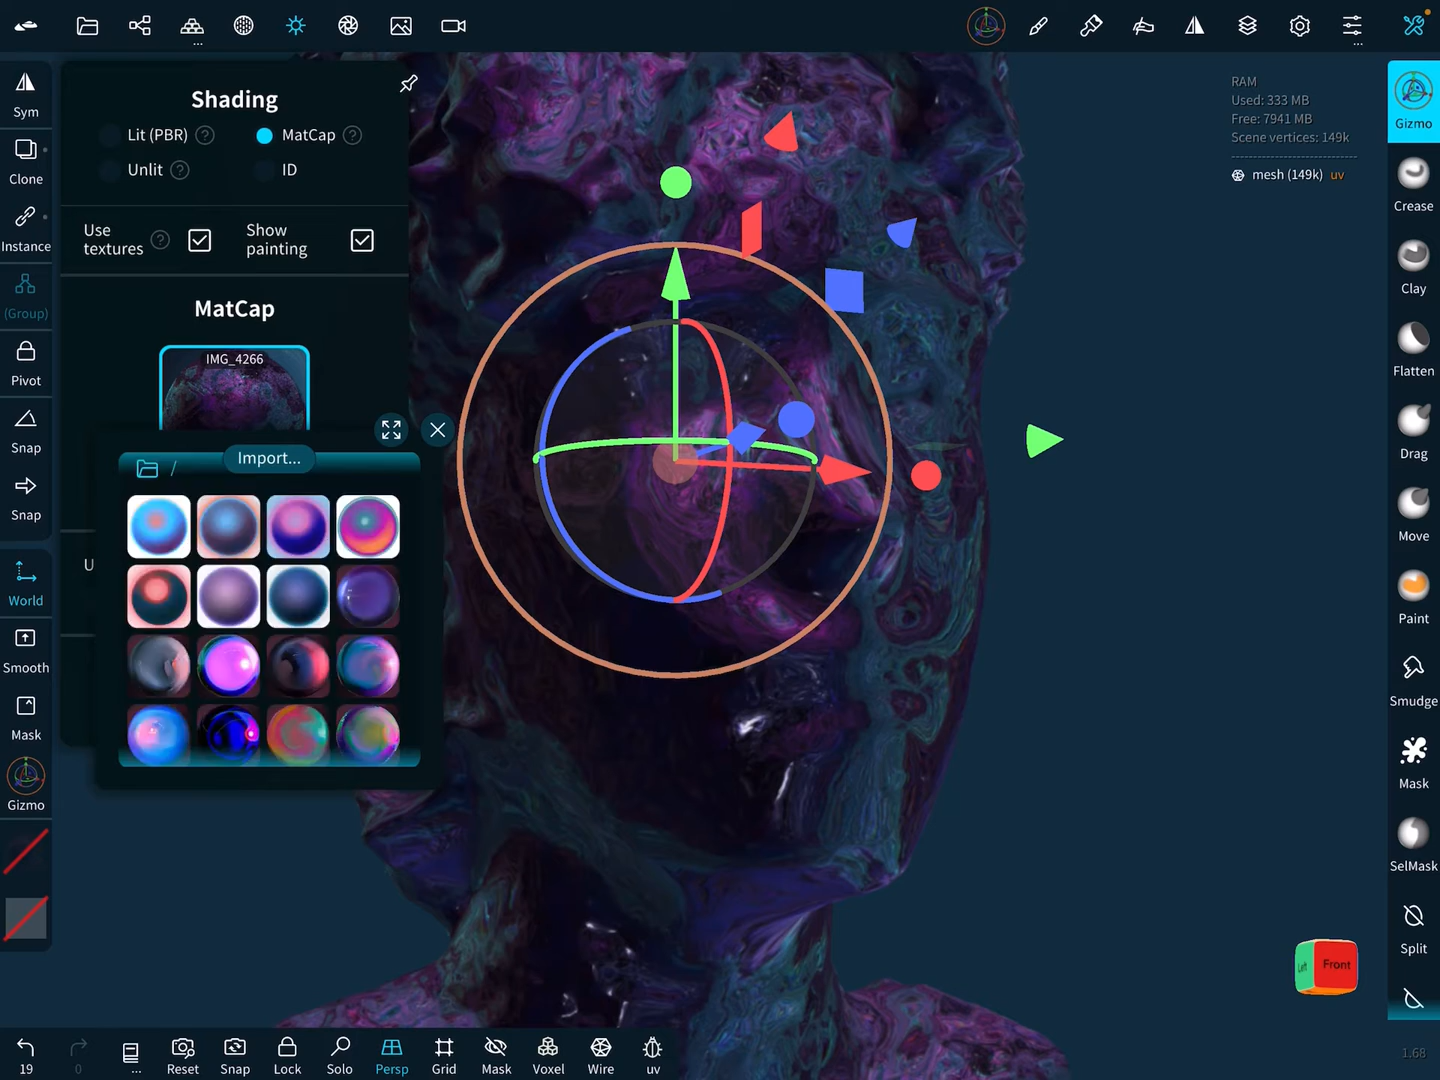 Sym
Clone
Instance
(Group)
Pivot
Snap
Snap
World
Smooth
Mask
Gizmo
Shading
Lit (PBR) ?
MatCap ?
Unlit ?
ID
Use textures ?
Show painting
MatCap
IMG_4266
/
Import...
U
RAM
Used: 333 MB
Free: 7941 MB
Scene vertices: 149k
mesh (149k) uv
Gizmo
Crease
Clay
Flatten
Drag
Move
Paint
Smudge
Mask
SelMask
Split
Left
Front
19
0
...
Reset
Snap
Lock
Solo
Persp
Grid
Mask
Voxel
Wire
uv
1.68